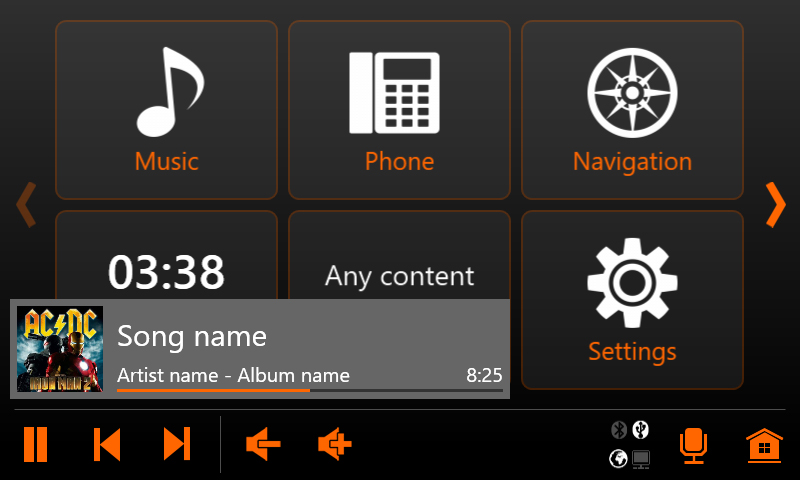 Music
Phone
Navigation
03:38
Any content
Settings
AC DC
IRON MAN 2
Song name
Artist name - Album name
8:25